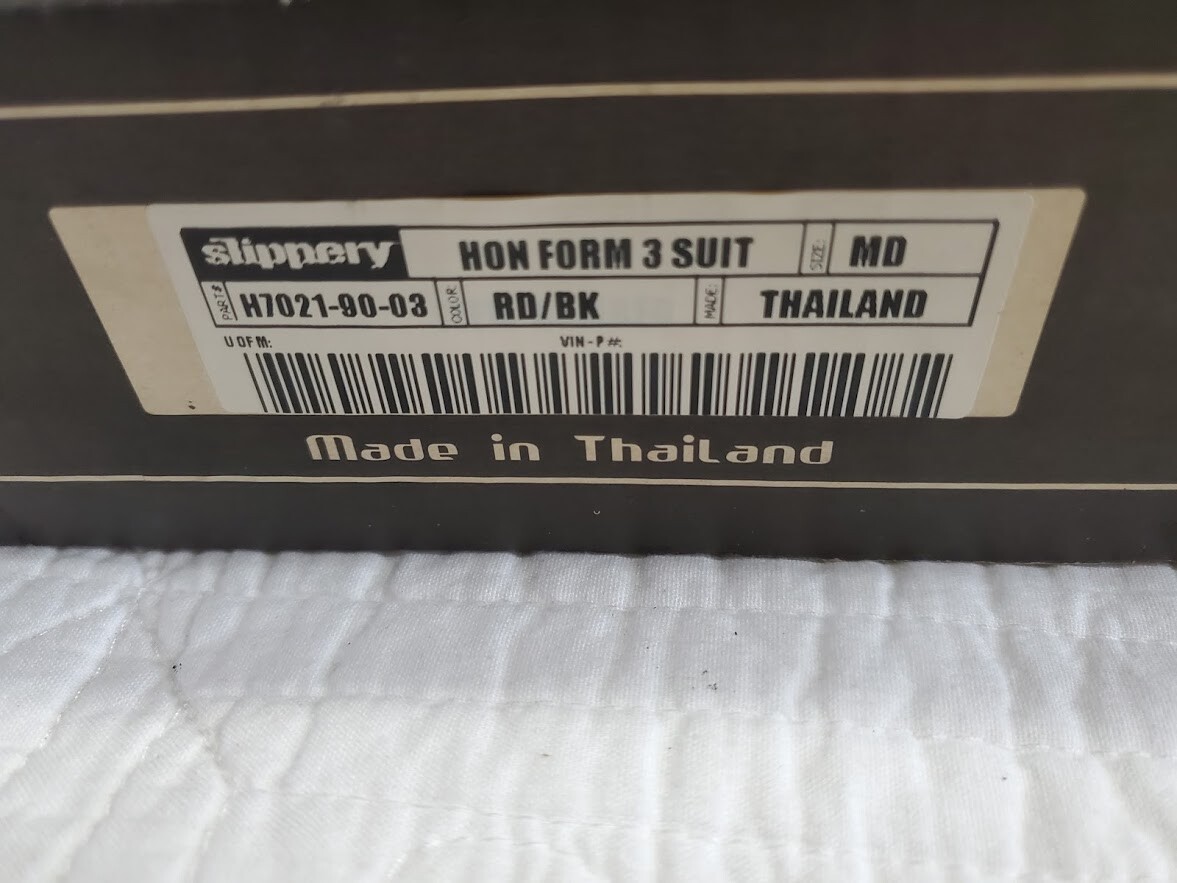 slippery HON FORM 3 SUIT SIZE: MD
PART# H7021-90-03 COLOR: RD/BK MADE: THAILAND
U OF M: VIN-P #:
Made in Thailand